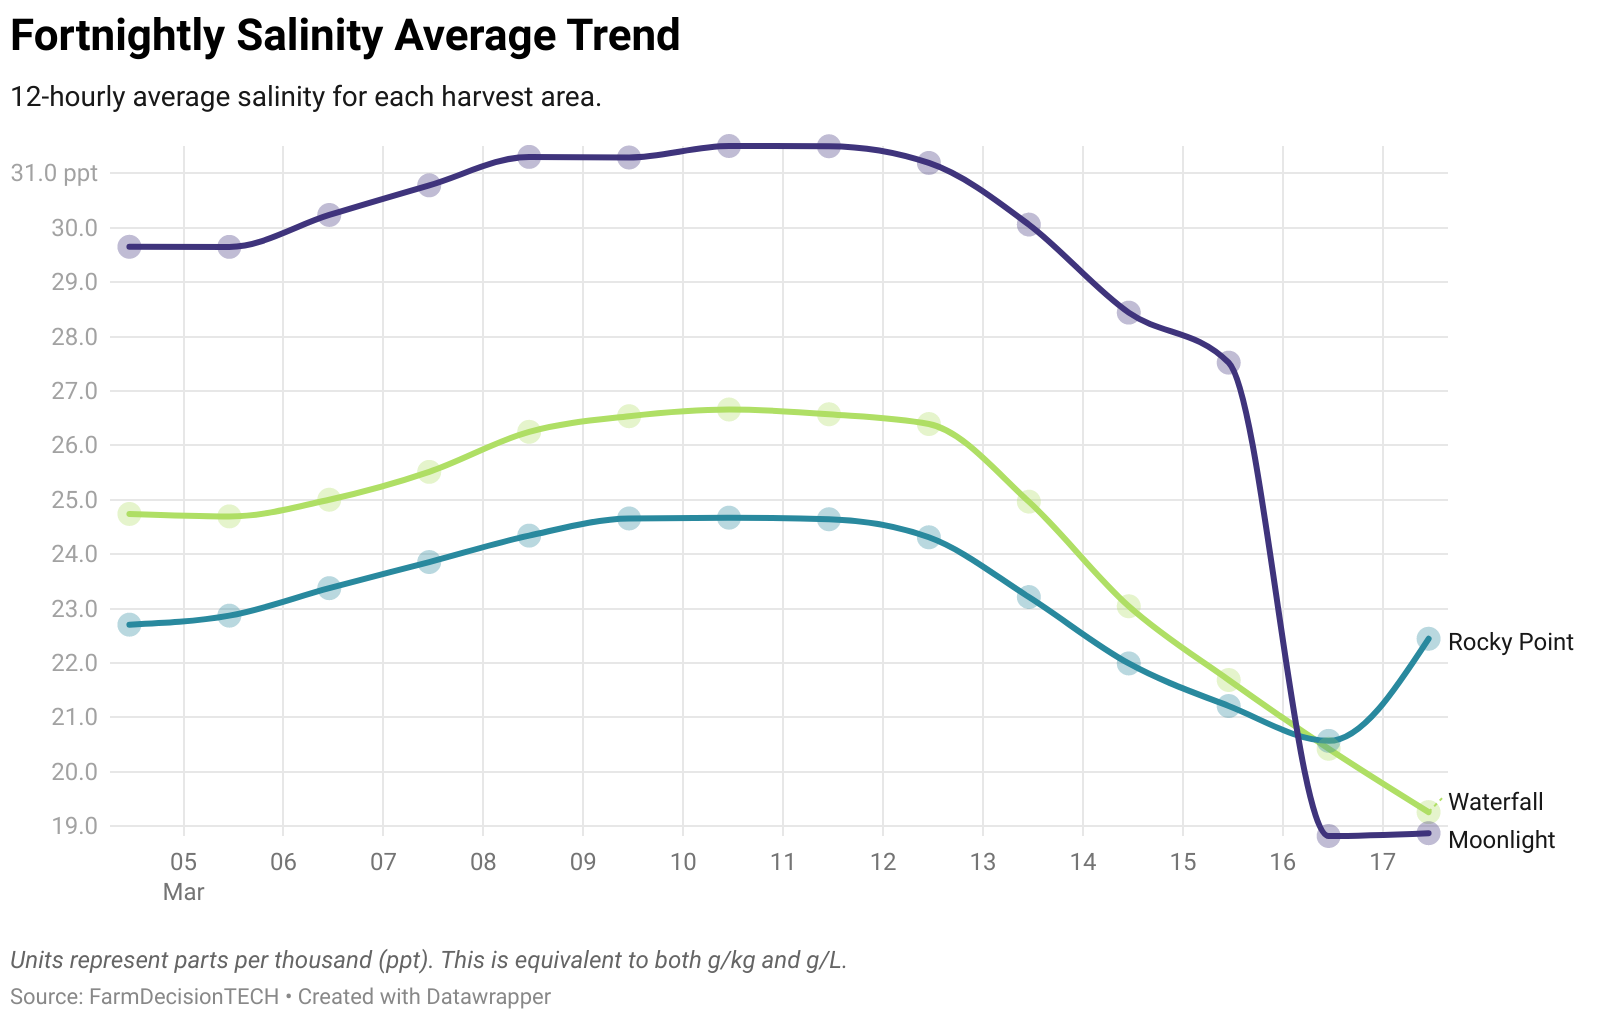 Fortnightly Salinity Average Trend
12-hourly average salinity for each harvest area.
31.0 ppt
30.0
29.0
28.0
27.0
26.0
25.0
24.0
23.0
22.0
21.0
20.0
19.0
Rocky Point
Waterfall
Moonlight
05 06 07 08 09 10 11 12 13 14 15 16 17
Mar
Units represent parts per thousand (ppt). This is equivalent to both g/kg and g/L.
Source: FarmDecisionTECH • Created with Datawrapper